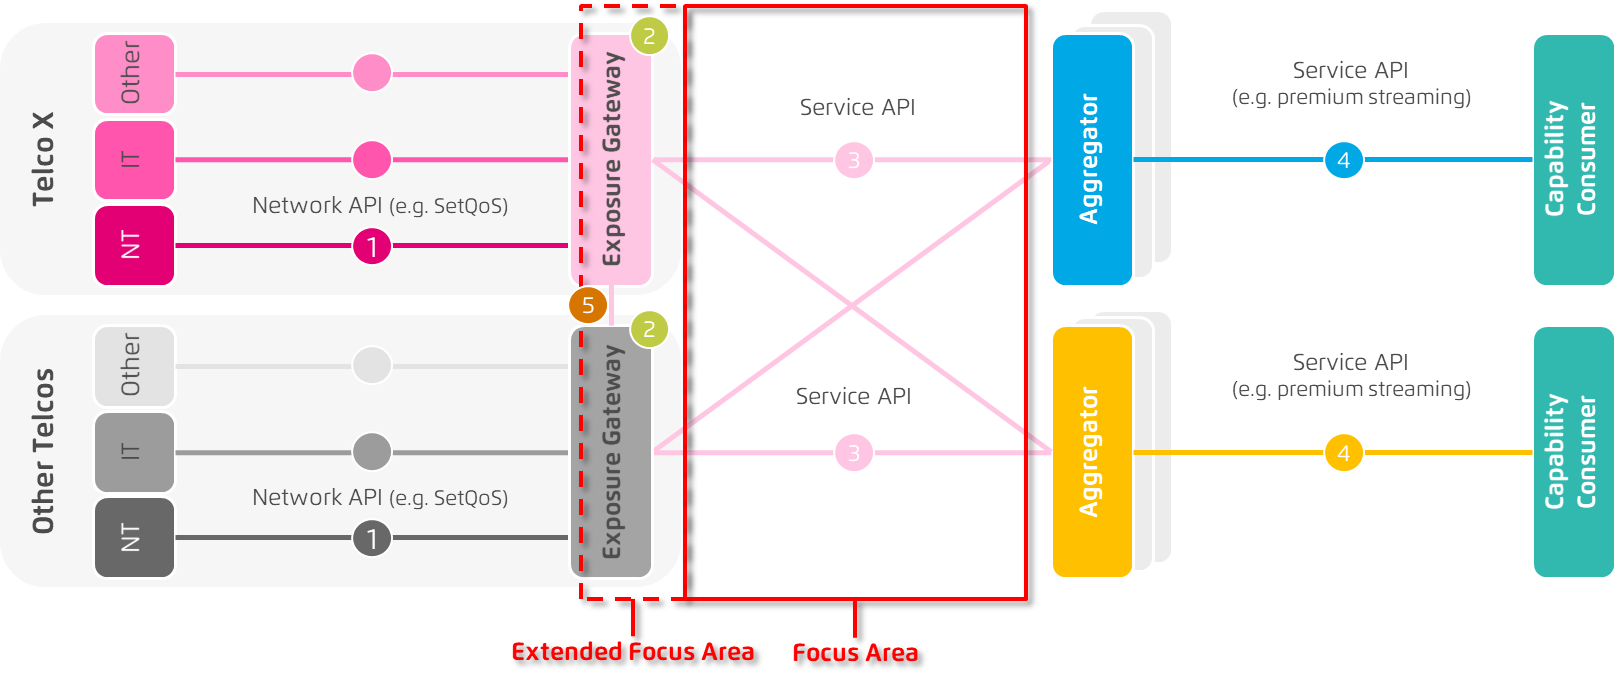 Telco X
Other
IT
NT
Network API (e.g. SetQoS)
1
Exposure Gateway
2
Service API
3
Aggregator
Service API
(e.g. premium streaming)
4
Capability
Consumer
5
Other Telcos
Other
IT
NT
Network API (e.g. SetQoS)
1
Exposure Gateway
2
Service API
3
Aggregator
Service API
(e.g. premium streaming)
4
Capability
Consumer
Extended Focus Area
Focus Area